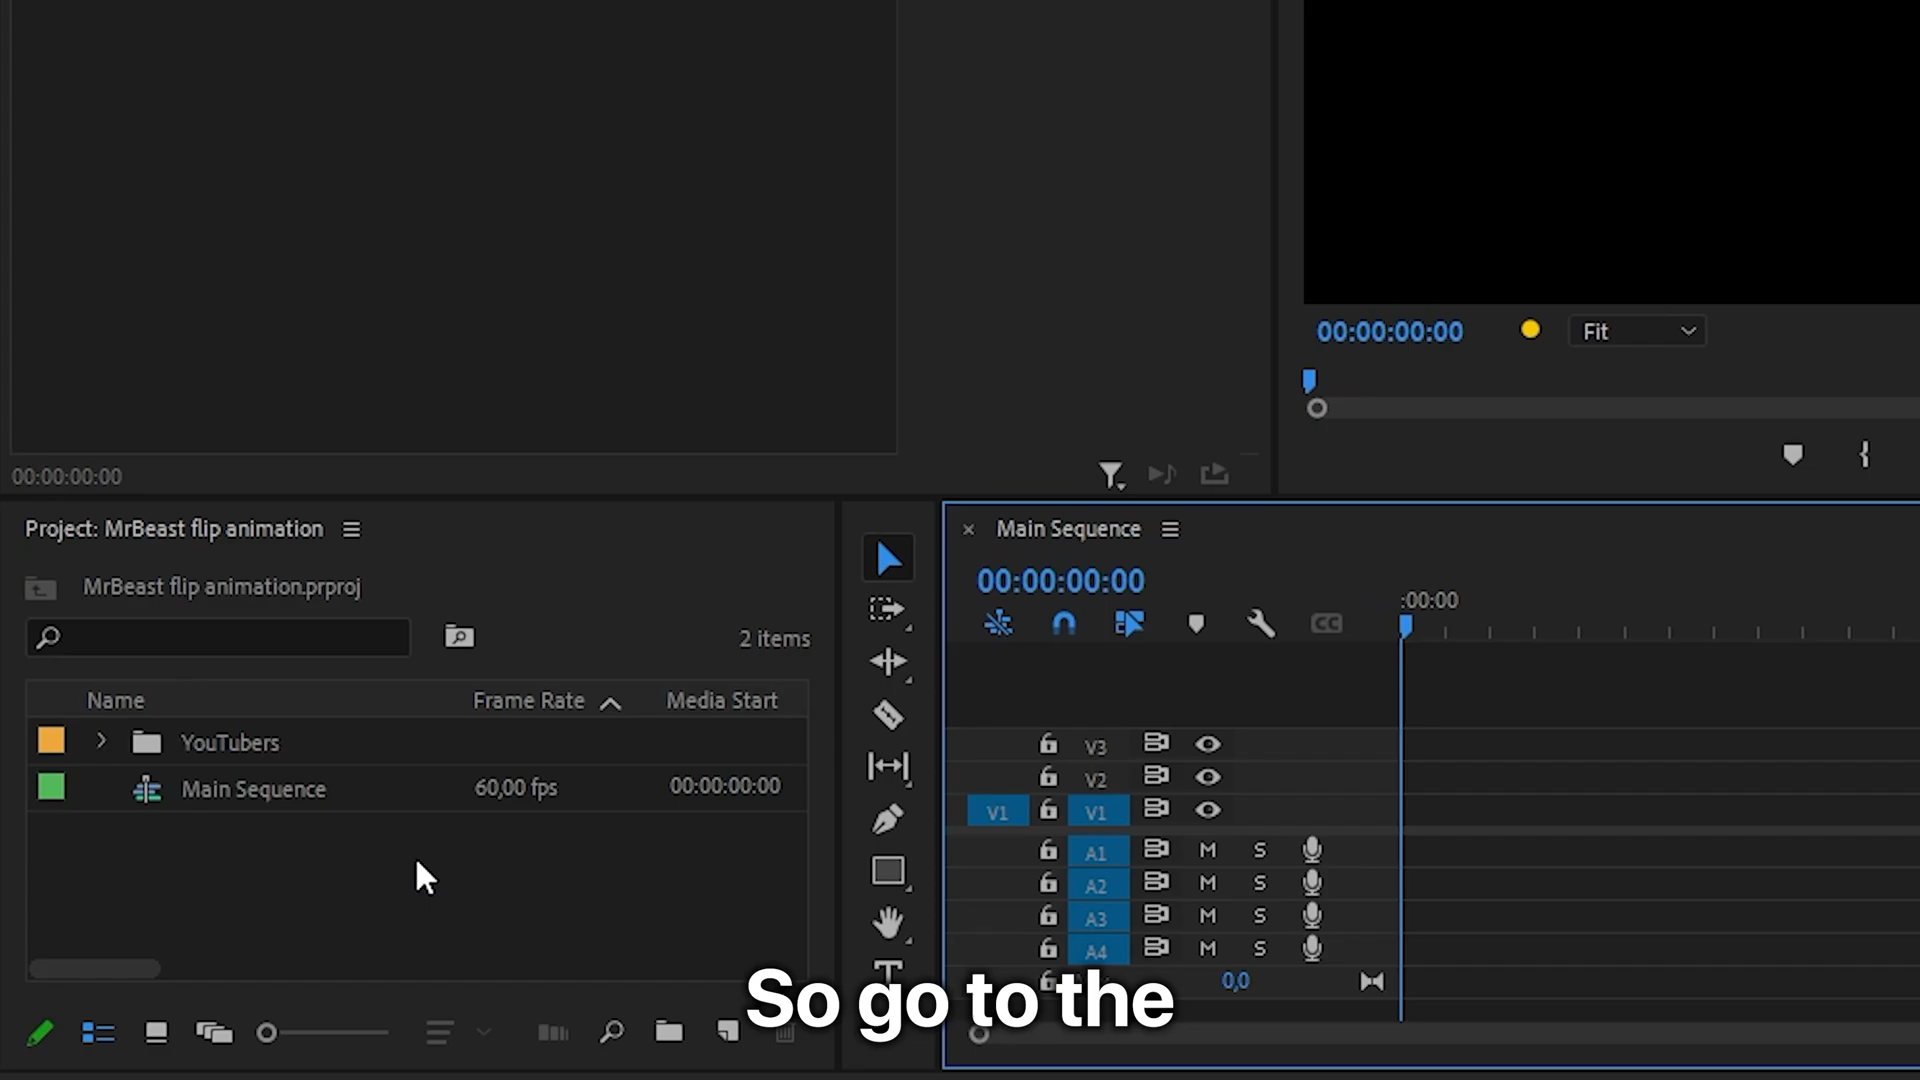 00:00:00:00
Fit
00:00:00:00
Project: MrBeast flip animation
MrBeast flip animation.prproj
2 items
Name Frame Rate Media Start
YouTubers
Main Sequence 60,00 fps 00:00:00:00
Main Sequence
00:00:00:00
CC
:00:00
V3
V2
V1 V1
A1 M S
A2 M S
A3 M S
A4 M S
0,0
So go to the